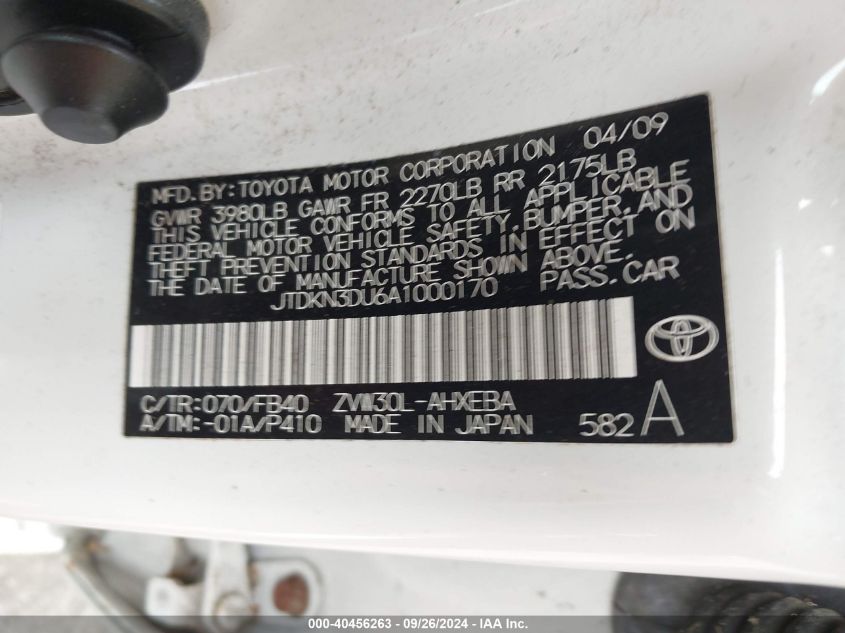 MFD. BY: TOYOTA MOTOR CORPORATION 04/09
GVWR 3980LB GAWR FR 2270LB RR 2175LB
THIS VEHICLE CONFORMS TO ALL APPLICABLE
FEDERAL MOTOR VEHICLE SAFETY, BUMPER, AND
THEFT PREVENTION STANDARDS IN EFFECT ON
THE DATE OF MANUFACTURE SHOWN ABOVE.
JTDKN3DU6A1000170 PASS. CAR
C/TR: 070/FB40 ZVW30L-AHXEBA
A/TM: -01A/P410 MADE IN JAPAN 582 A
000-40456263 - 09/26/2024 - IAA Inc.